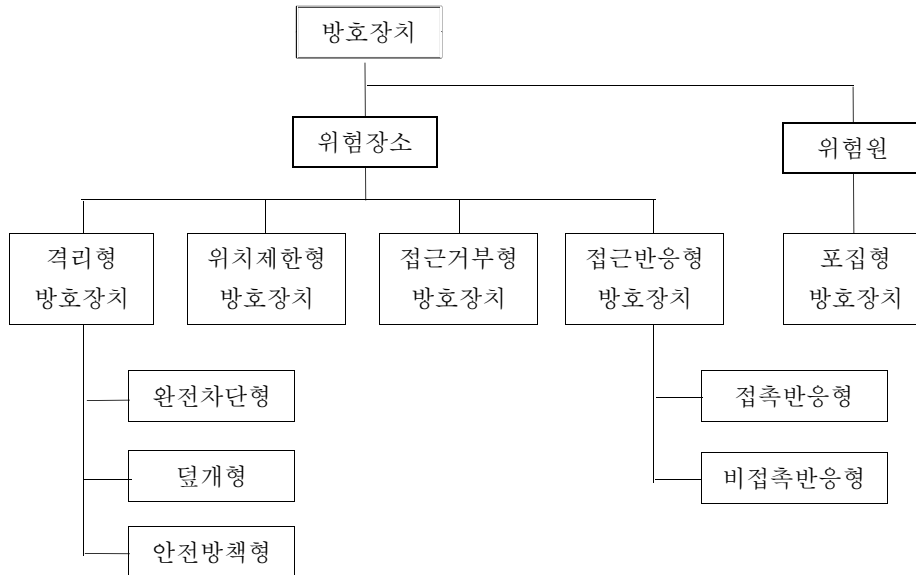 방호장치
위험장소
위험원
격리형
방호장치
위치제한형
방호장치
접근거부형
방호장치
접근반응형
방호장치
포집형
방호장치
완전차단형
덮개형
안전방책형
접촉반응형
비접촉반응형